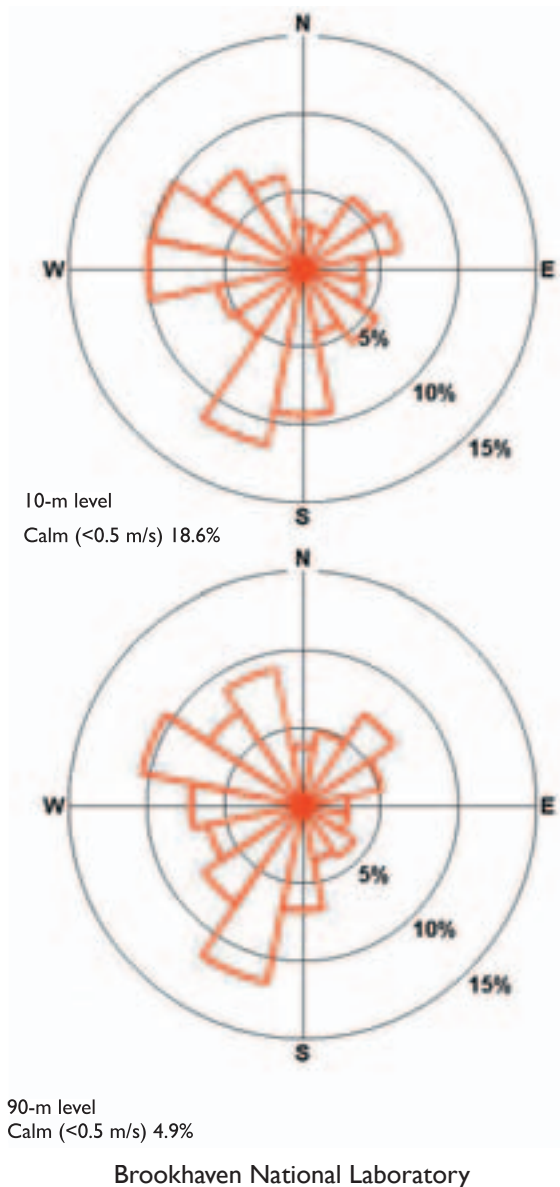 N
W
E
5%
10%
15%
S
10-m level
Calm (<0.5 m/s) 18.6%
N
W
E
5%
10%
15%
S
90-m level
Calm (<0.5 m/s) 4.9%
Brookhaven National Laboratory